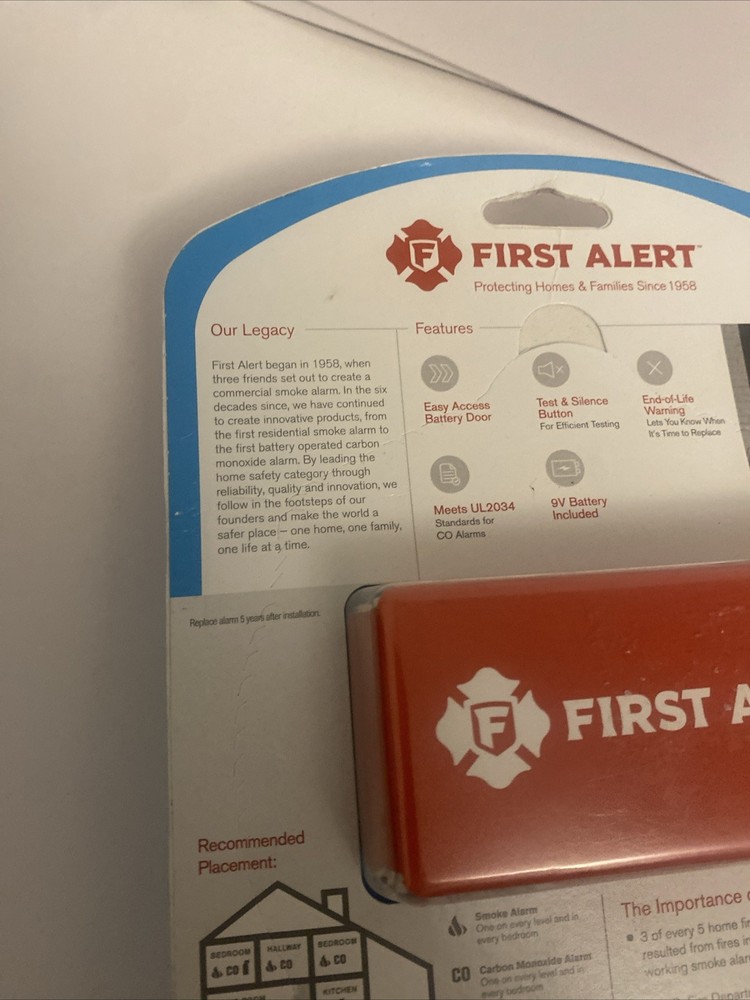 F FIRST ALERT™
Protecting Homes & Families Since 1958
Our Legacy
First Alert began in 1958, when
three friends set out to create a
commercial smoke alarm. In the six
decades since, we have continued
to create innovative products, from
the first residential smoke alarm to
the first battery operated carbon
monoxide alarm. By leading the
home safety category through
reliability, quality and innovation, we
follow in the footsteps of our
founders and make the world a
safer place – one home, one family,
one life at a time.
Features
Easy Access
Battery Door
Test & Silence
Button
For Efficient Testing
End-of-Life
Warning
Lets You Know When
It's Time to Replace
Meets UL2034
Standards for
CO Alarms
9V Battery
Included
Replace alarm 5 years after installation.
F FIRST A
Recommended
Placement:
BEDROOM
CO
HALLWAY
CO
BEDROOM
CO
KITCHEN
Smoke Alarm
One on every level and in
every bedroom
CO Carbon Monoxide Alarm
One on every level and in
every bedroom
The Importance
3 of every 5 home
resulted from fires
working smoke